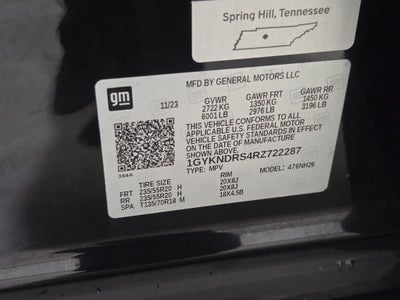 Spring Hill, Tennessee
gm
MFD BY GENERAL MOTORS LLC
11/23 GVWR GAWR FRT GAWR RR
2722 KG 1350 KG 1450 KG
6001 LB 2976 LB 3196 LB
THIS VEHICLE CONFORMS TO ALL
APPLICABLE U.S. FEDERAL MOTOR
VEHICLE SAFETY STANDARDS IN EFFECT
ON THE DATE OF MANUFACTURE
SHOWN ABOVE.
1GYKNDRS4RZ722287
TYPE: MPV MODEL: 6NH26
384A
TIRE SIZE RIM
FRT 235/55R20 H 20X8J
RR 235/55R20 H 20X8J
SPA T135/70R18 M 18X4.5B